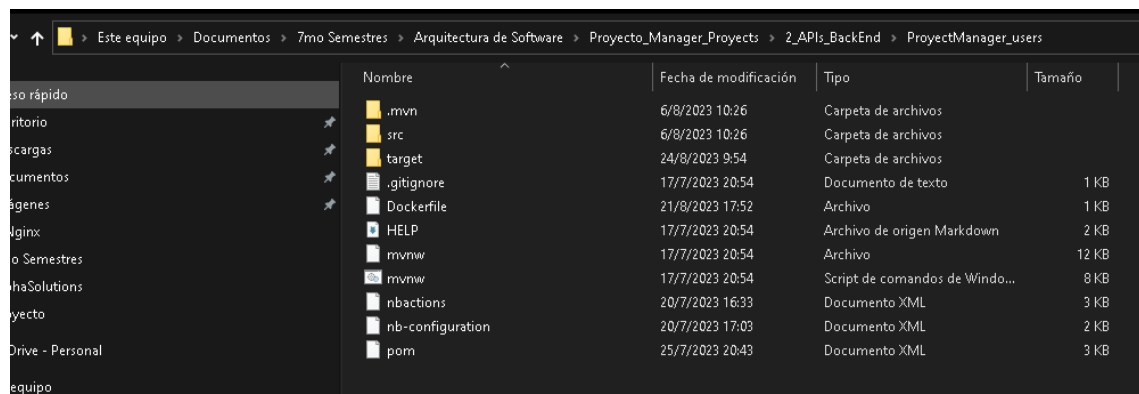 Este equipo > Documentos > 7mo Semestres > Arquitectura de Software > Proyecto_Manager_Proyects > 2_APIs_BackEnd > ProyectManager_users
Nombre Fecha de modificación Tipo Tamaño
eso rápido
ritorio
scargas
cumentos
ágenes
Nginx
o Semestres
phaSolutions
yecto
Drive - Personal
equipo
.mvn 6/8/2023 10:26 Carpeta de archivos
src 6/8/2023 10:26 Carpeta de archivos
target 24/8/2023 9:54 Carpeta de archivos
.gitignore 17/7/2023 20:54 Documento de texto 1 KB
Dockerfile 21/8/2023 17:52 Archivo 1 KB
HELP 17/7/2023 20:54 Archivo de origen Markdown 2 KB
mvnw 17/7/2023 20:54 Archivo 12 KB
mvnw 17/7/2023 20:54 Script de comandos de Windo... 8 KB
nbactions 20/7/2023 16:33 Documento XML 3 KB
nb-configuration 20/7/2023 17:03 Documento XML 2 KB
pom 25/7/2023 20:43 Documento XML 3 KB